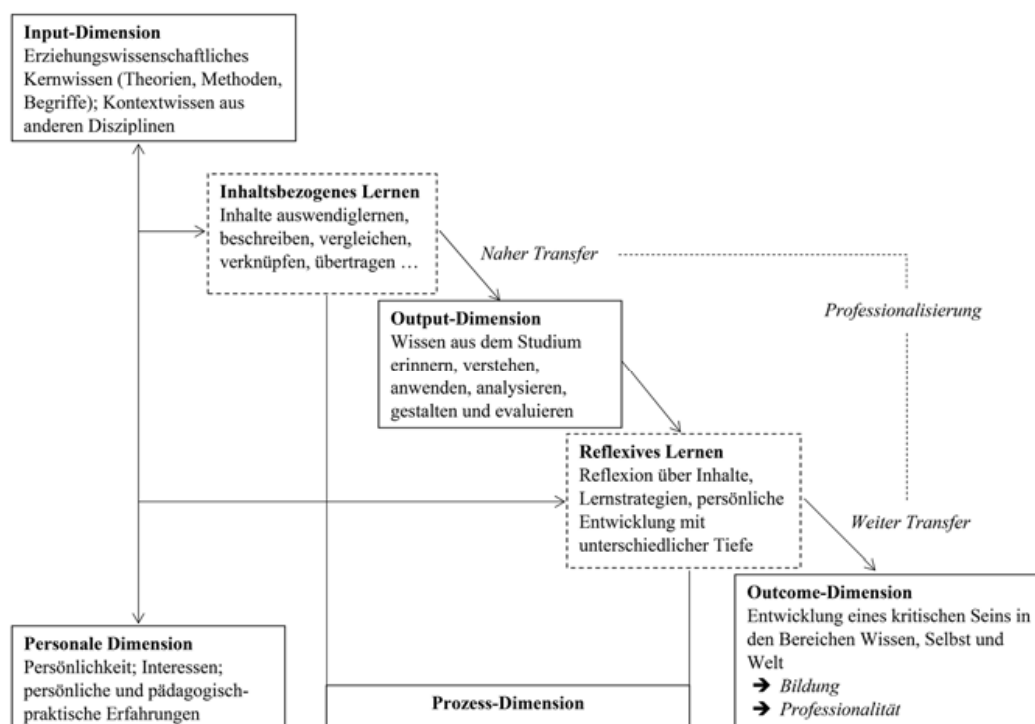 Input-Dimension
Erziehungswissenschaftliches
Kernwissen (Theorien, Methoden,
Begriffe); Kontextwissen aus
anderen Disziplinen
Inhaltsbezogenes Lernen
Inhalte auswendiglernen,
beschreiben, vergleichen,
verknüpfen, übertragen …
Naher Transfer
Professionalisierung
Output-Dimension
Wissen aus dem Studium
erinnern, verstehen,
anwenden, analysieren,
gestalten und evaluieren
Reflexives Lernen
Reflexion über Inhalte,
Lernstrategien, persönliche
Entwicklung mit
unterschiedlicher Tiefe
Weiter Transfer
Outcome-Dimension
Entwicklung eines kritischen Seins in
den Bereichen Wissen, Selbst und
Welt
➔ Bildung
➔ Professionalität
Personale Dimension
Persönlichkeit; Interessen;
persönliche und pädagogisch-
praktische Erfahrungen
Prozess-Dimension